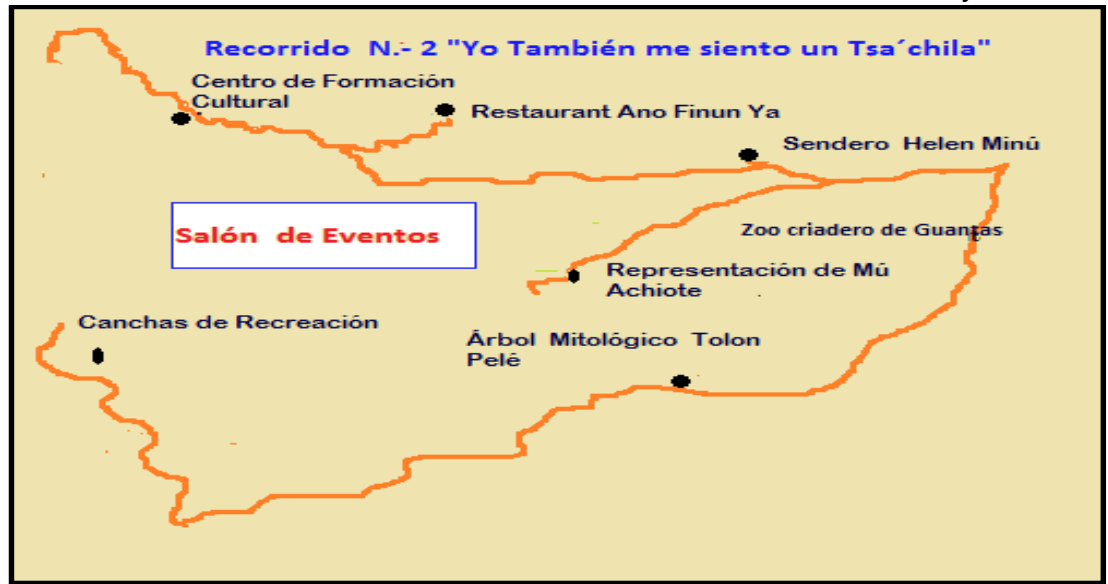 Recorrido N.- 2 "Yo También me siento un Tsa´chila"
Centro de Formación
Cultural
Restaurant Ano Finun Ya
Sendero Helen Minú
Salón de Eventos
Zoo criadero de Guantas
Representación de Mú
Achiote
Canchas de Recreación
Árbol Mitológico Tolon
Pelé